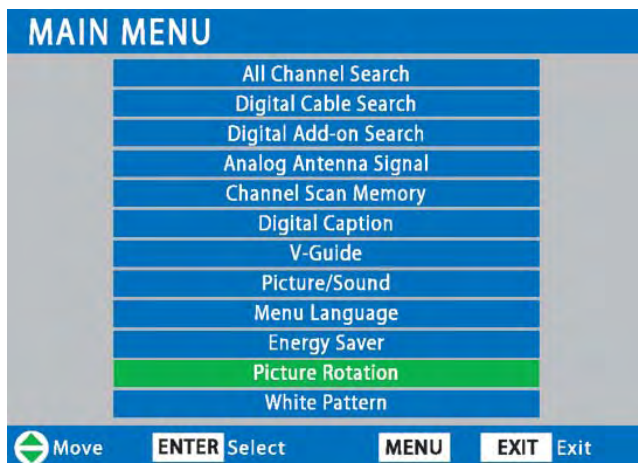 MAIN MENU
All Channel Search
Digital Cable Search
Digital Add-on Search
Analog Antenna Signal
Channel Scan Memory
Digital Caption
V-Guide
Picture/Sound
Menu Language
Energy Saver
Picture Rotation
White Pattern
Move ENTER Select MENU EXIT Exit